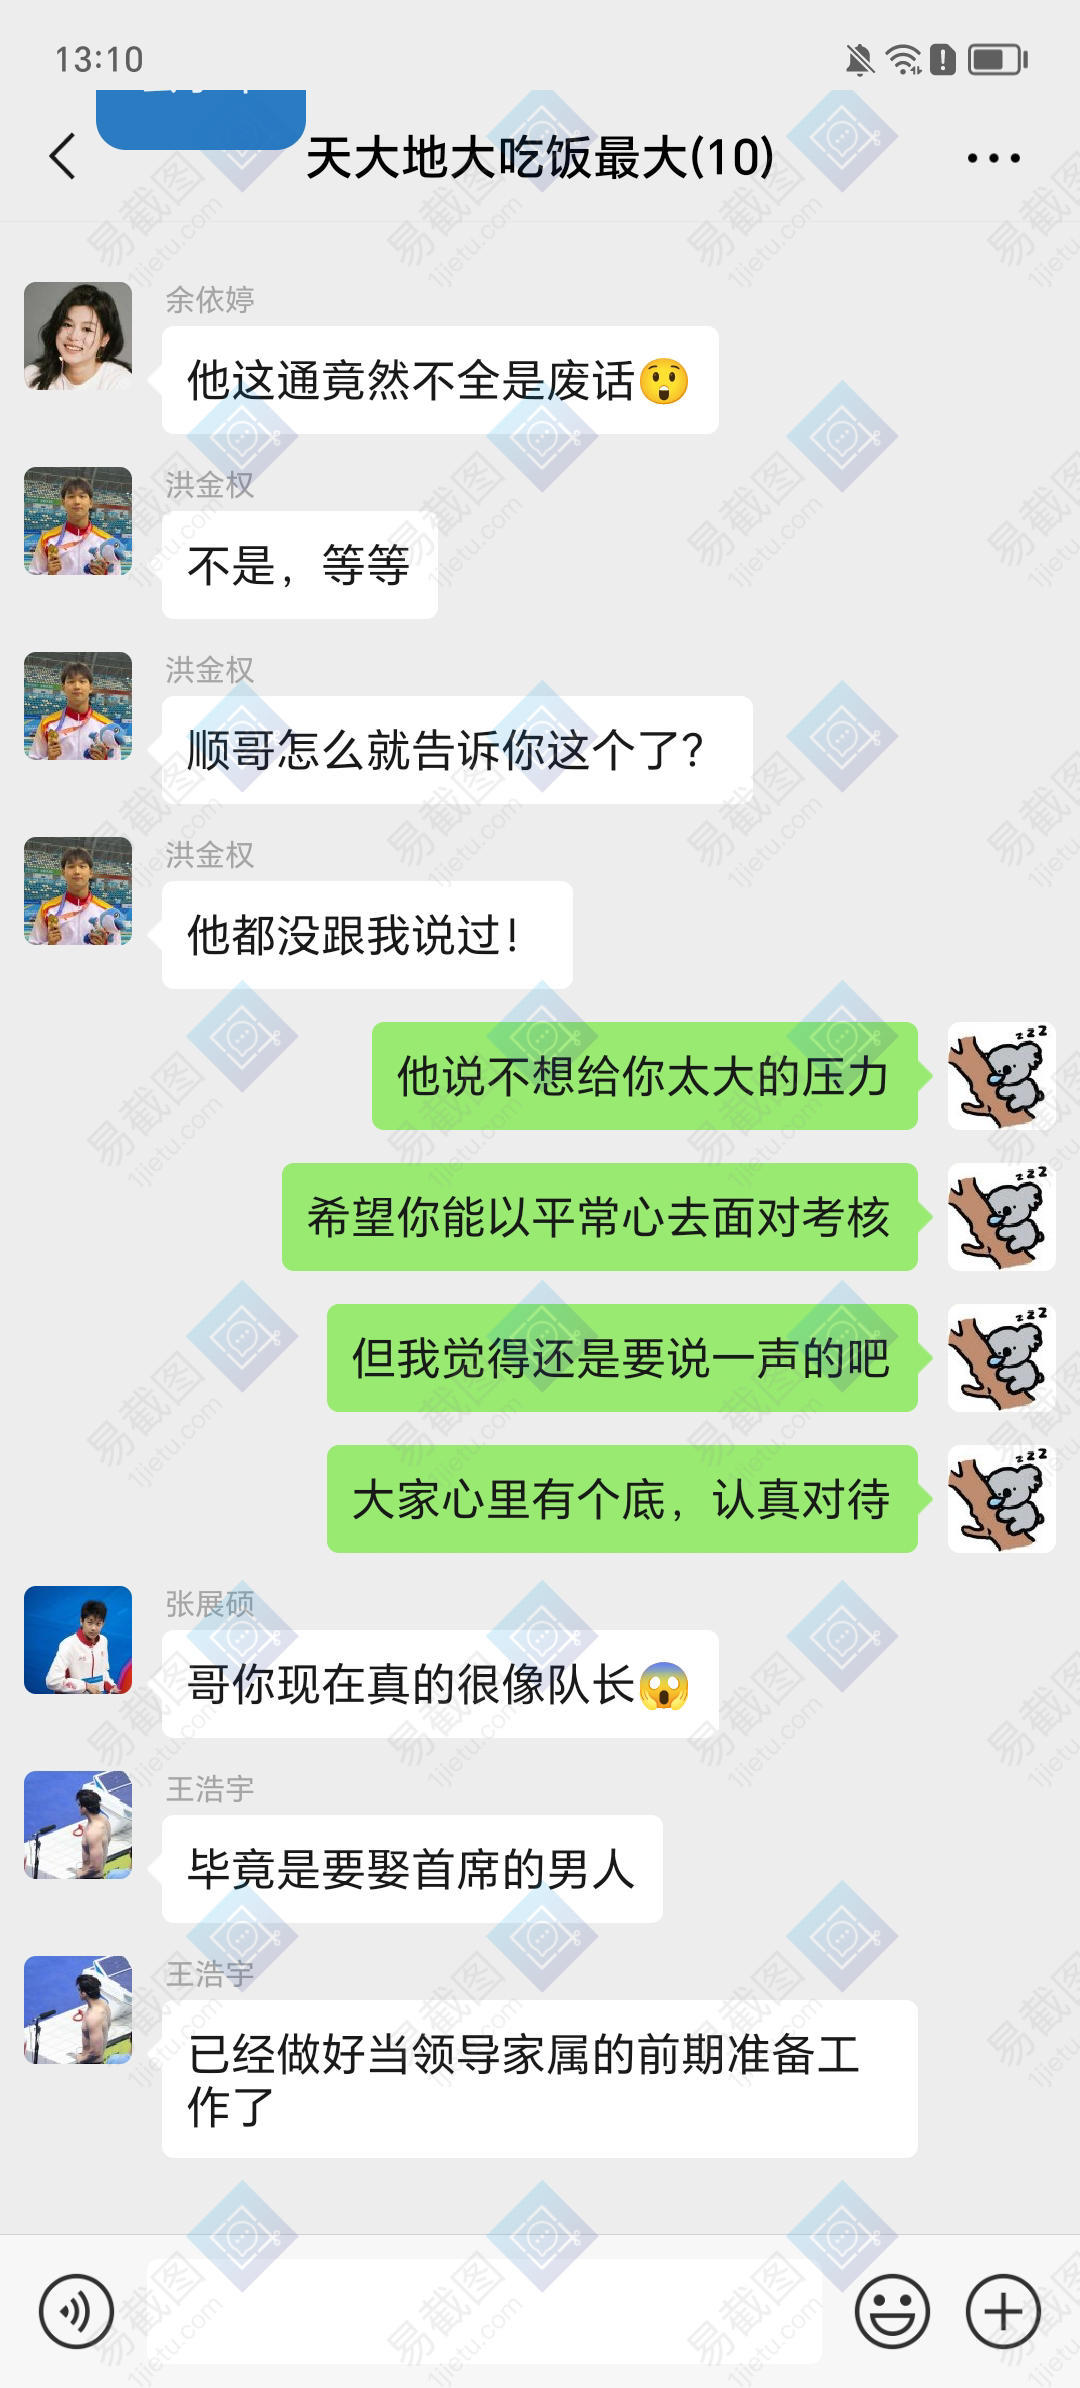 13:10
天大地大吃饭最大(10)
余依婷
他这通竟然不全是废话😲
洪金权
不是，等等
洪金权
顺哥怎么就告诉你这个了？
洪金权
他都没跟我说过！
他说不想给你太大的压力
希望你能以平常心去面对考核
但我觉得还是要说一声的吧
大家心里有个底，认真对待
张展硕
哥你现在真的很像队长😱
王浩宇
毕竟是要娶首席的男人
王浩宇
已经做好当领导家属的前期准备工
作了
易截图
1jietu.com